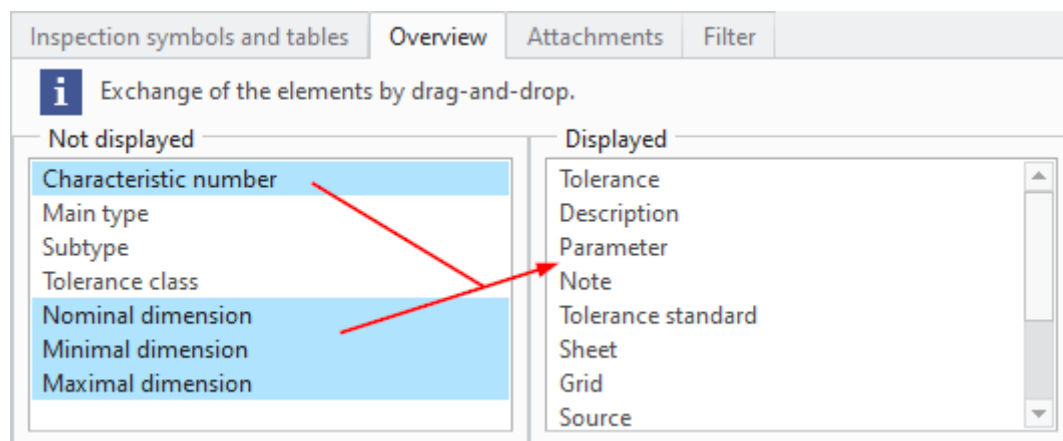 Inspection symbols and tables Overview Attachments Filter
i Exchange of the elements by drag-and-drop.
Not displayed
Characteristic number
Main type
Subtype
Tolerance class
Nominal dimension
Minimal dimension
Maximal dimension
Displayed
Tolerance
Description
Parameter
Note
Tolerance standard
Sheet
Grid
Source